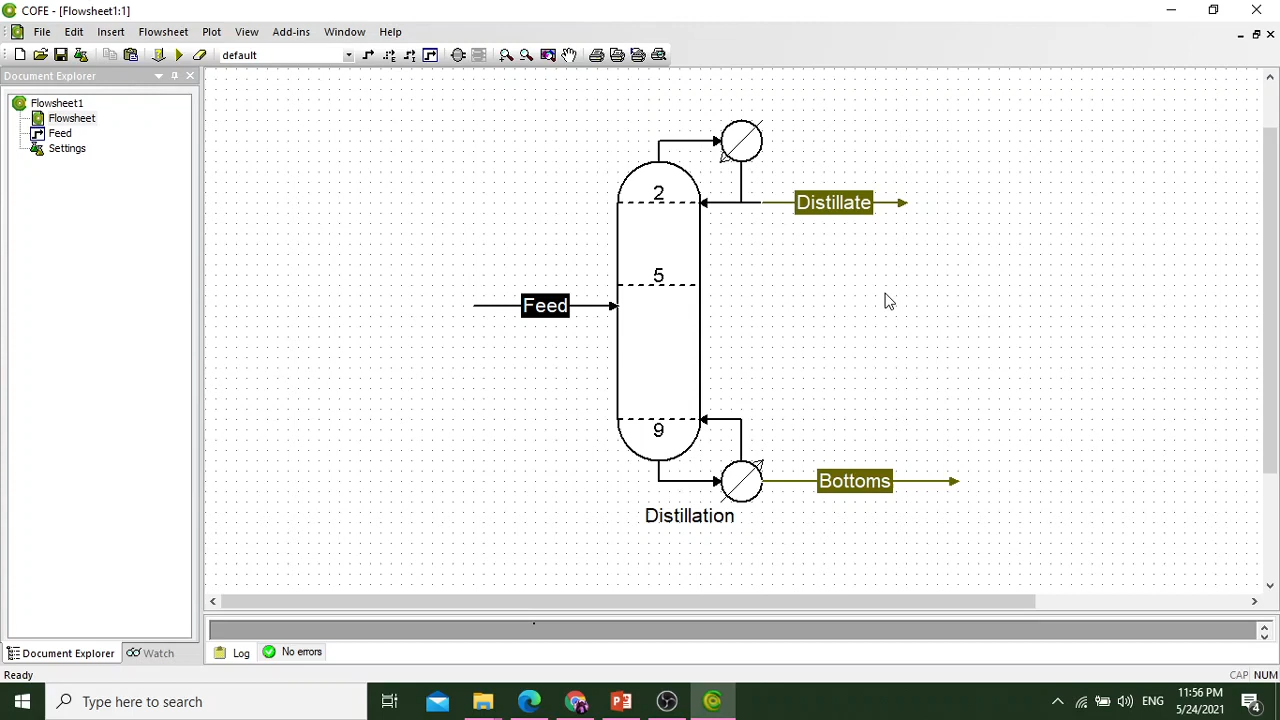 COFE - [Flowsheet1:1]
File Edit Insert Flowsheet Plot View Add-ins Window Help
default
Document Explorer
Flowsheet1
Flowsheet
Feed
Settings
2
Distillate
5
Feed
9
Bottoms
Distillation
Document Explorer
Watch
Log
No errors
Ready
CAP NUM
Type here to search
ENG
11:56 PM
5/24/2021
4